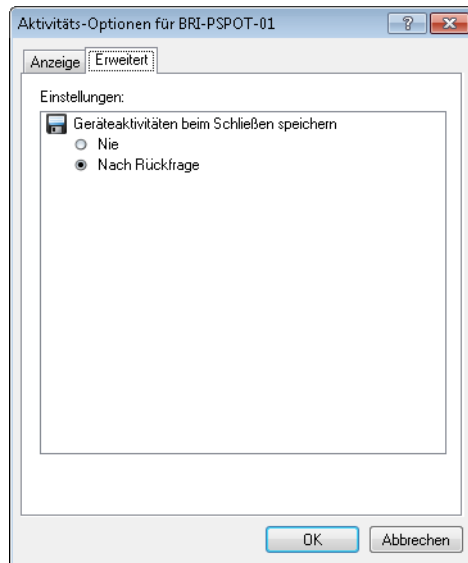 Aktivitäts-Optionen für BRI-PSPOT-01
?
Anzeige
Erweitert
Einstellungen:
Geräteaktivitäten beim Schließen speichern
Nie
Nach Rückfrage
OK
Abbrechen